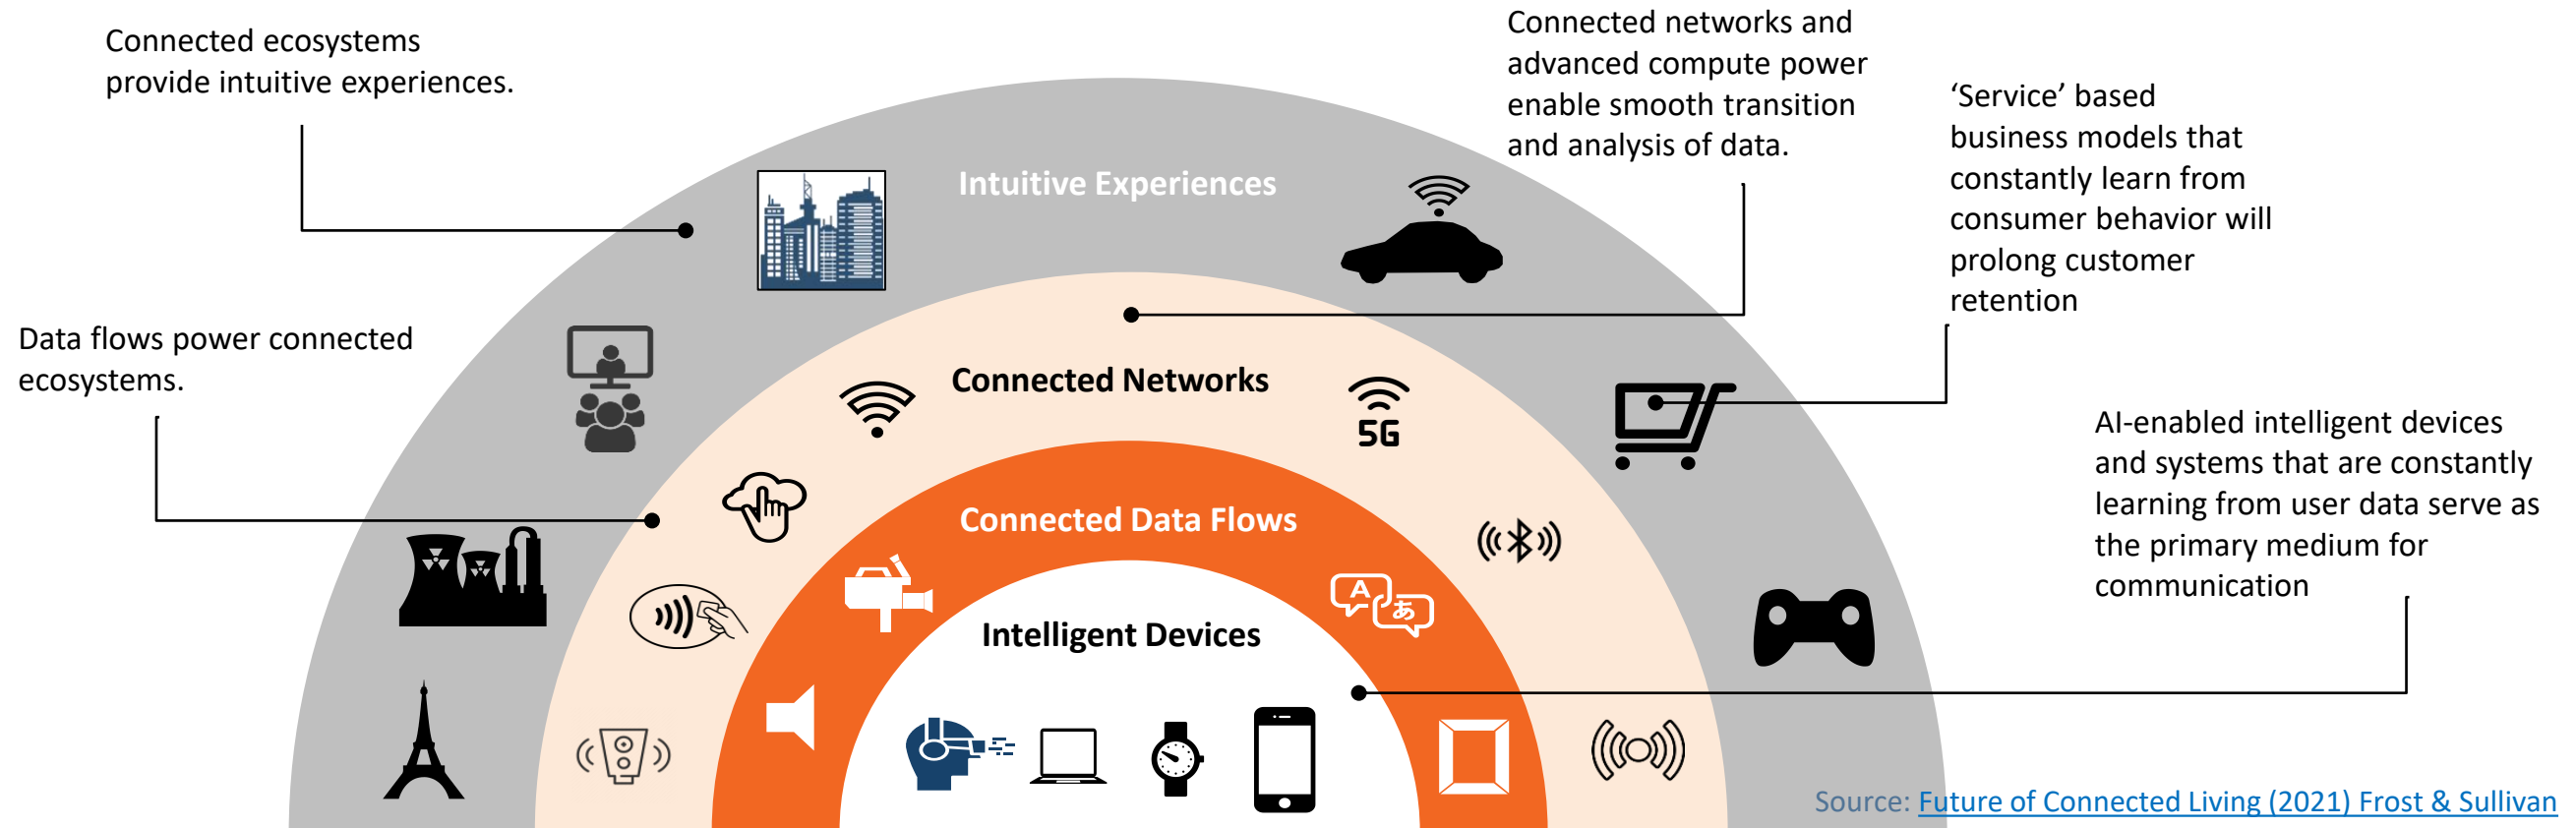 Connected ecosystems
provide intuitive experiences.
Connected networks and
advanced compute power
enable smooth transition
and analysis of data.
‘Service’ based
business models that
constantly learn from
consumer behavior will
prolong customer
retention
Intuitive Experiences
Data flows power connected
ecosystems.
Connected Networks
5G
AI-enabled intelligent devices
and systems that are constantly
learning from user data serve as
the primary medium for
communication
Connected Data Flows
A
あ
Intelligent Devices
Source: Future of Connected Living (2021) Frost & Sullivan